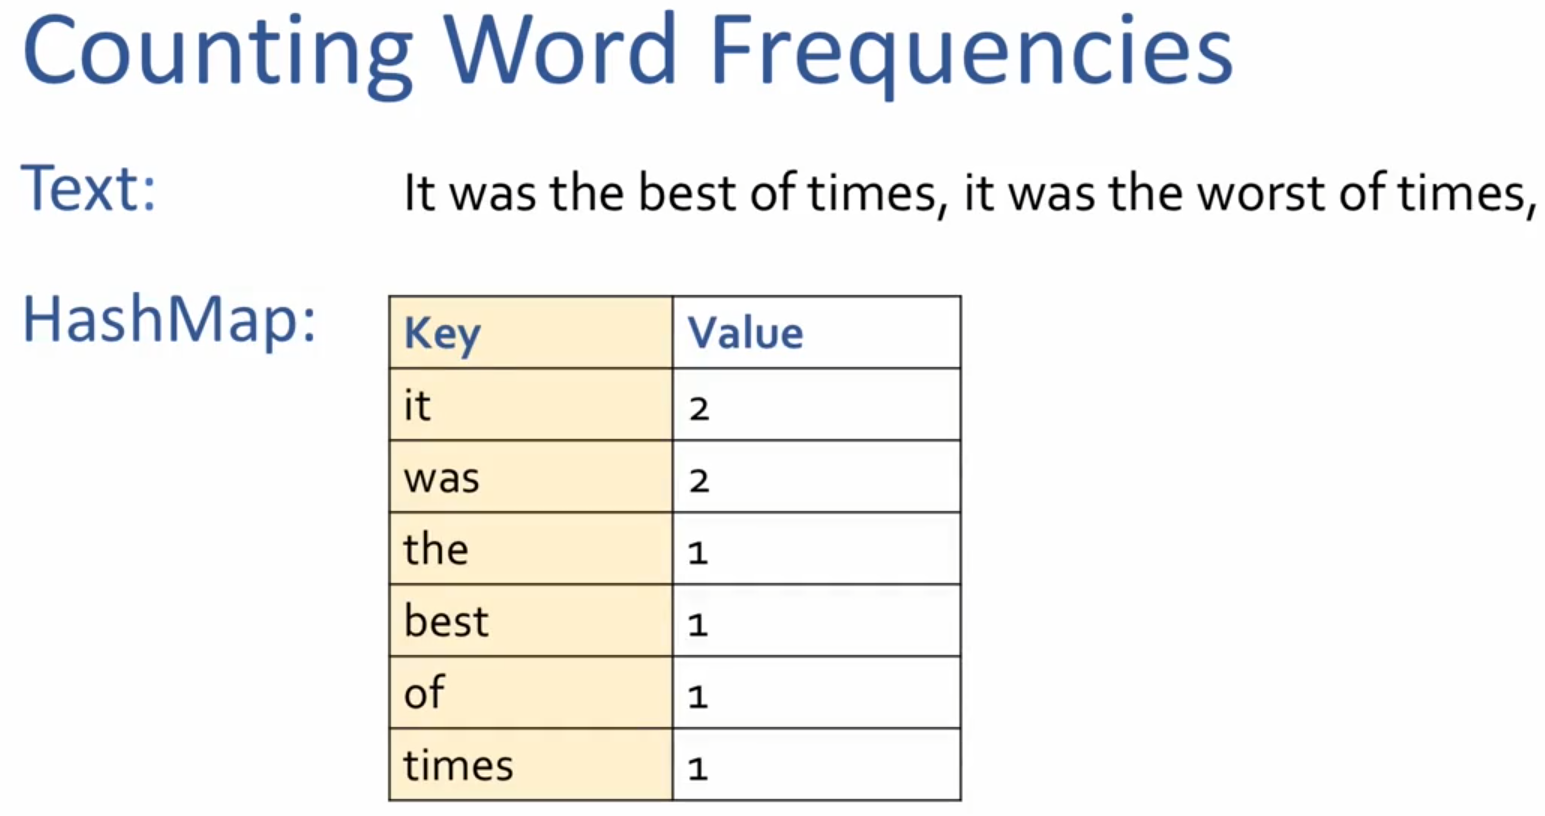 Counting Word Frequencies
Text: It was the best of times, it was the worst of times,
HashMap:
Key Value
it 2
was 2
the 1
best 1
of 1
times 1